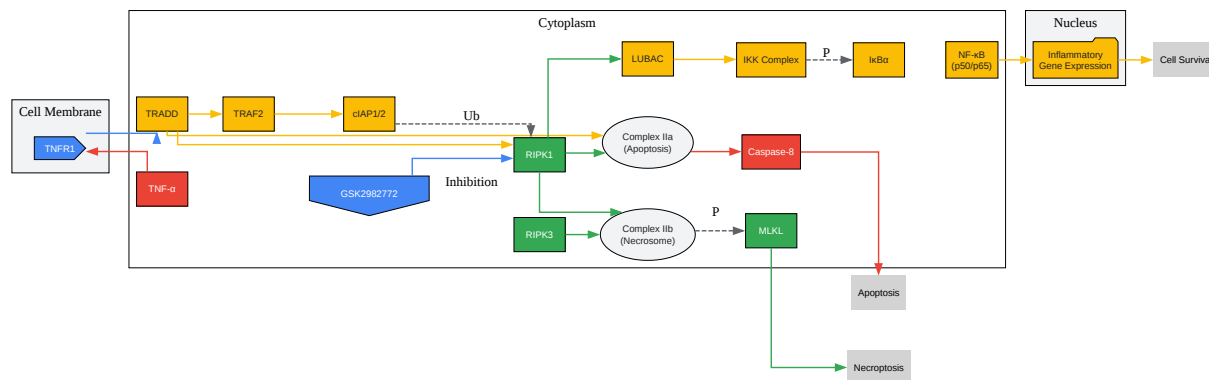 Cytoplasm
Nucleus
LUBAC
IKK Complex
P
IκBα
NF-κB
(p50/p65)
Inflammatory
Gene Expression
Cell Surviva
Cell Membrane
TNFR1
TRADD
TRAF2
cIAP1/2
Ub
RIPK1
Complex IIa
(Apoptosis)
Caspase-8
TNF-α
GSK2982772
Inhibition
RIPK3
Complex IIb
(Necrosome)
P
MLKL
Apoptosis
Necroptosis